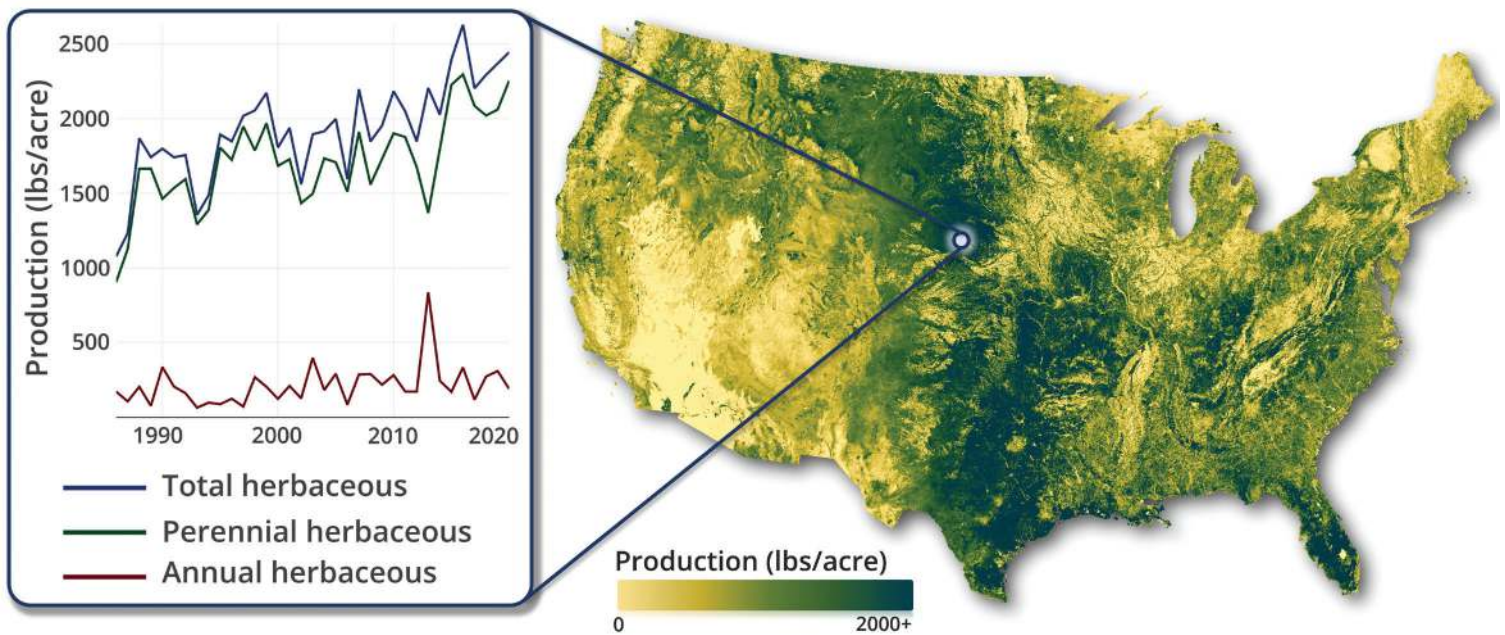 Production (lbs/acre)
2500
2000
1500
1000
500
1990 2000 2010 2020
Total herbaceous
Perennial herbaceous
Annual herbaceous
Production (lbs/acre)
0 2000+